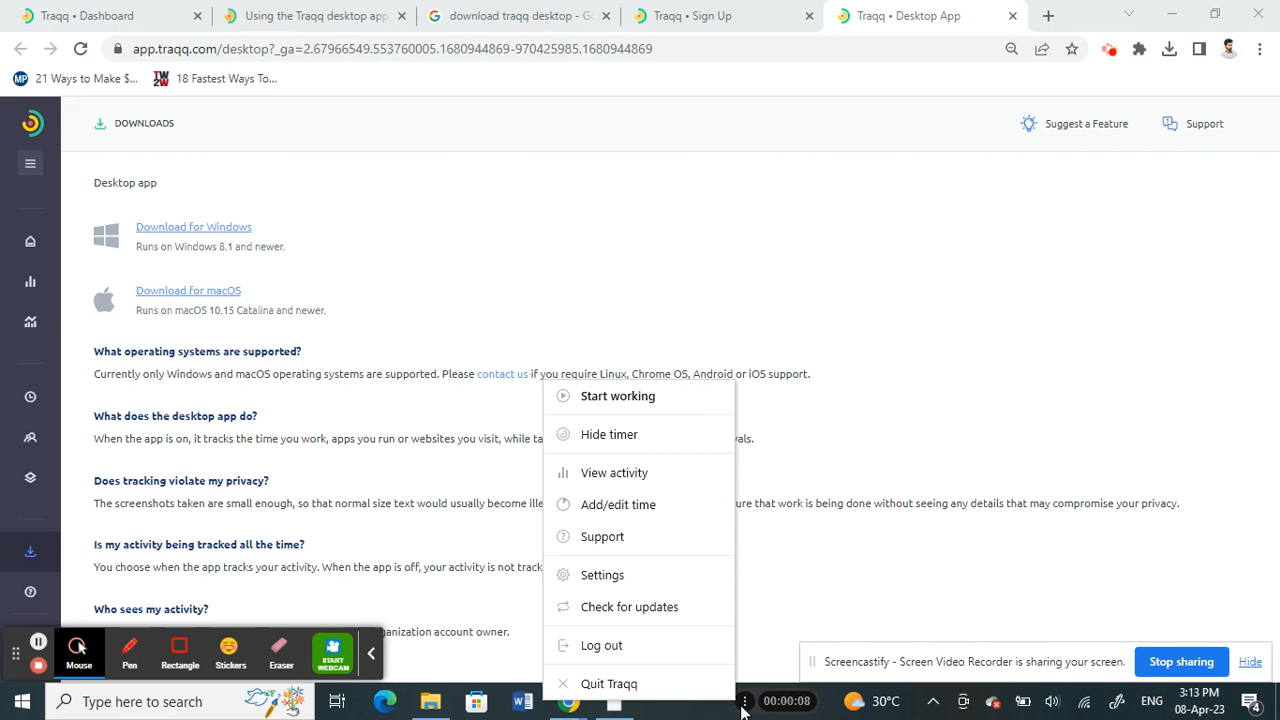 Traqq • Dashboard
Using the Traqq desktop app
download traqq desktop - Go
Traqq • Sign Up
Traqq • Desktop App
app.traqq.com/desktop?_ga=2.67966549.553760005.1680944869-970425985.1680944869
MP 21 Ways to Make $...
TW 2W 18 Fastest Ways To...
DOWNLOADS
Suggest a Feature
Support
Desktop app
Download for Windows
Runs on Windows 8.1 and newer.
Download for macOS
Runs on macOS 10.15 Catalina and newer.
What operating systems are supported?
Currently only Windows and macOS operating systems are supported. Please contact us if you require Linux, Chrome OS, Android or iOS support.
What does the desktop app do?
When the app is on, it tracks the time you work, apps you run or websites you visit, while ta vals.
Does tracking violate my privacy?
The screenshots taken are small enough, so that normal size text would usually become ille ure that work is being done without seeing any details that may compromise your privacy.
Is my activity being tracked all the time?
You choose when the app tracks your activity. When the app is off, your activity is not track
Who sees my activity?
ganization account owner.
Start working
Hide timer
View activity
Add/edit time
Support
Settings
Check for updates
Log out
Quit Traqq
Mouse
Pen
Rectangle
Stickers
Eraser
START WEBCAM
Screencastify - Screen Video Recorder is sharing your screen.
Stop sharing
Hide
Type here to search
00:00:08
30°C
ENG
3:13 PM
08-Apr-23
4